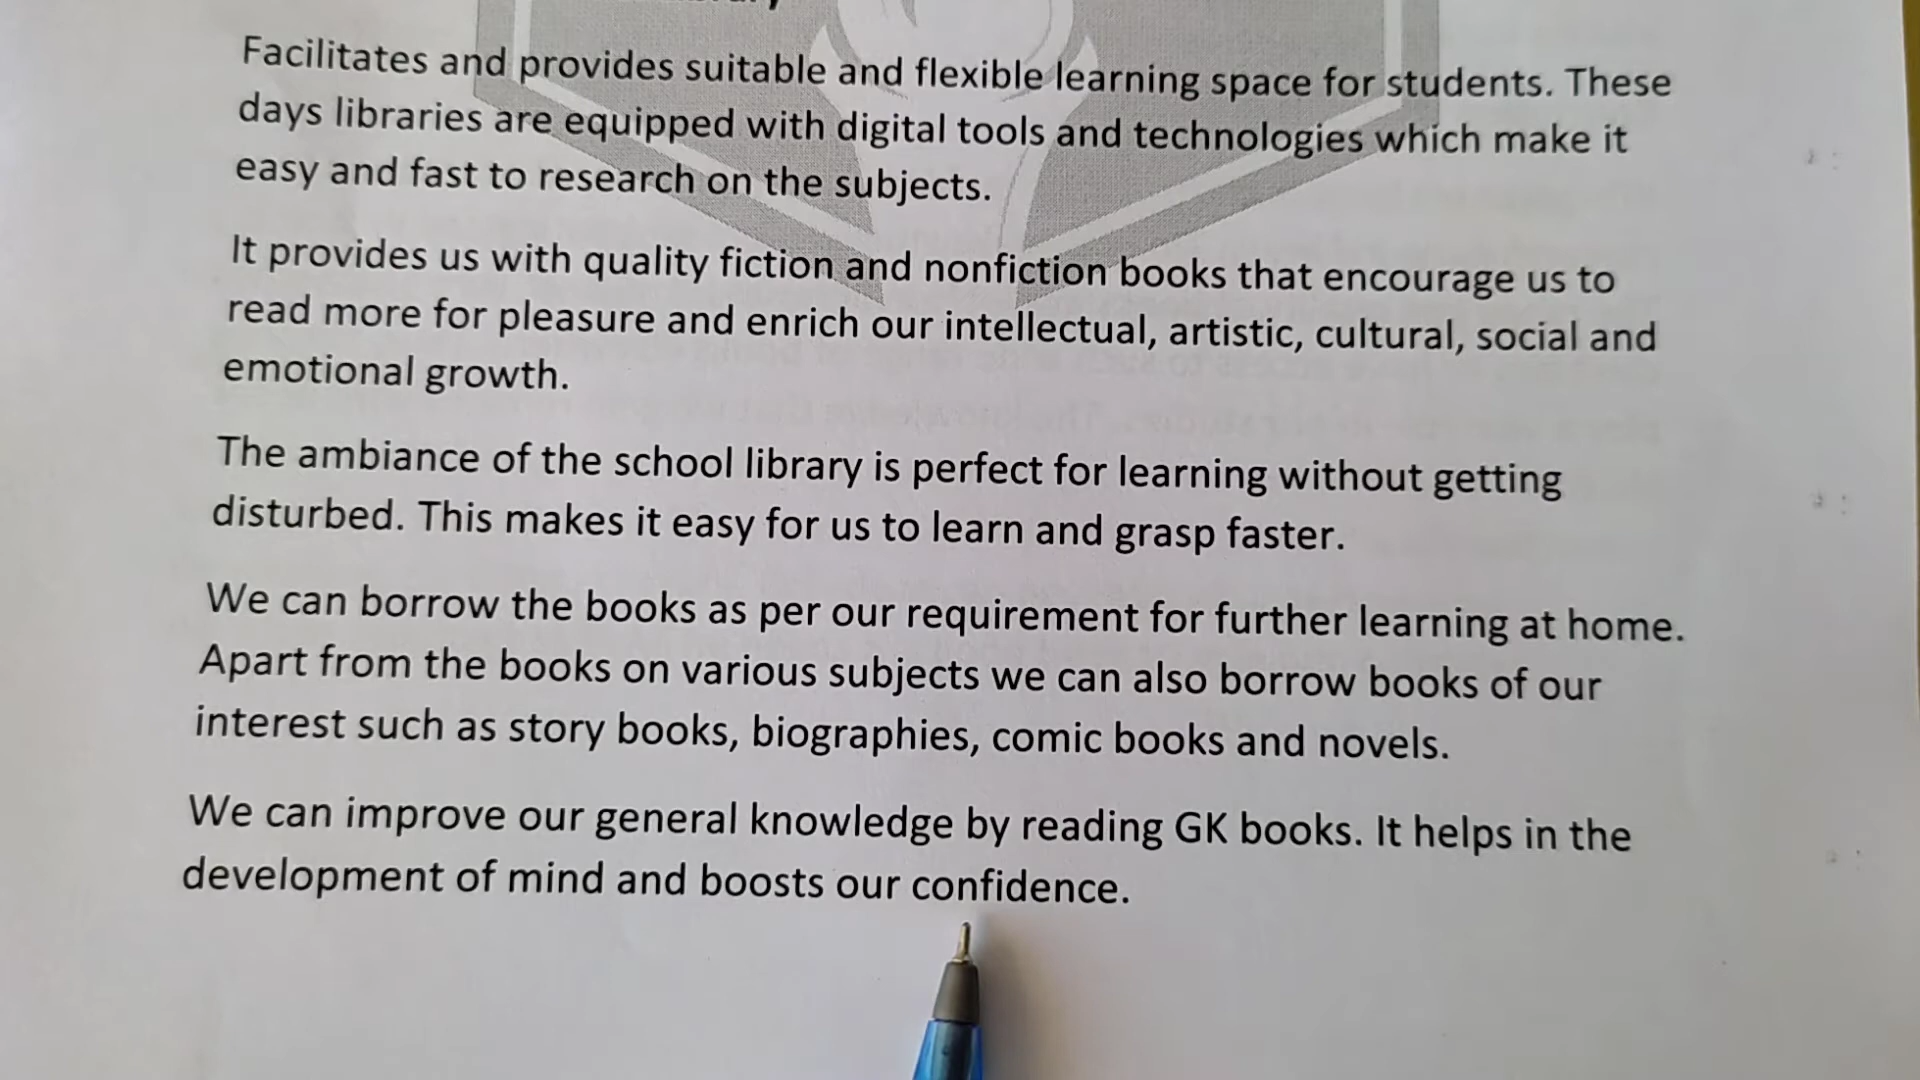 Facilitates and provides suitable and flexible learning space for students. These
days libraries are equipped with digital tools and technologies which make it
easy and fast to research on the subjects.
It provides us with quality fiction and nonfiction books that encourage us to
read more for pleasure and enrich our intellectual, artistic, cultural, social and
emotional growth.
The ambiance of the school library is perfect for learning without getting
disturbed. This makes it easy for us to learn and grasp faster.
We can borrow the books as per our requirement for further learning at home.
Apart from the books on various subjects we can also borrow books of our
interest such as story books, biographies, comic books and novels.
We can improve our general knowledge by reading GK books. It helps in the
development of mind and boosts our confidence.